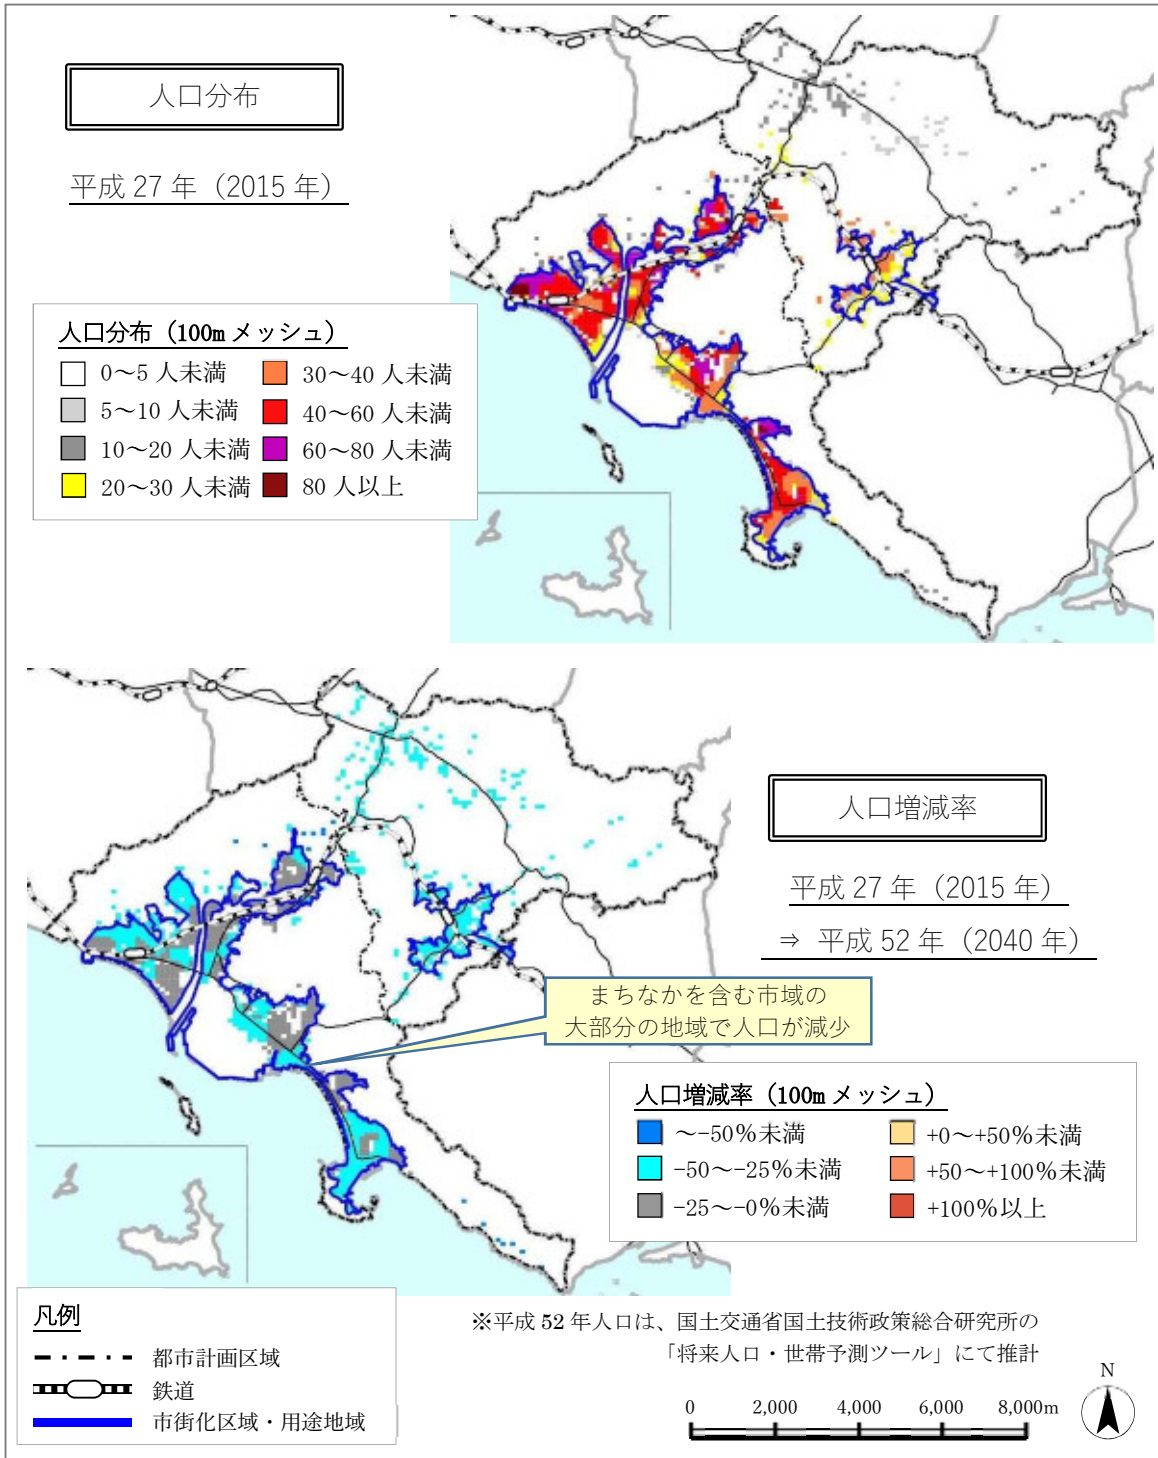 人口分布
平成 27 年（2015 年）
人口分布（100m メッシュ）
0～5 人未満
30～40 人未満
5～10 人未満
40～60 人未満
10～20 人未満
60～80 人未満
20～30 人未満
80 人以上
人口増減率
平成 27 年（2015 年）
⇒ 平成 52 年（2040 年）
まちなかを含む市域の
大部分の地域で人口が減少
人口増減率（100m メッシュ）
～-50％未満
+0～+50％未満
-50～-25％未満
+50～+100％未満
-25～-0％未満
+100％以上
凡例
都市計画区域
鉄道
市街化区域・用途地域
※平成 52 年人口は、国土交通省国土技術政策総合研究所の
「将来人口・世帯予測ツール」にて推計
N
0 2,000 4,000 6,000 8,000m